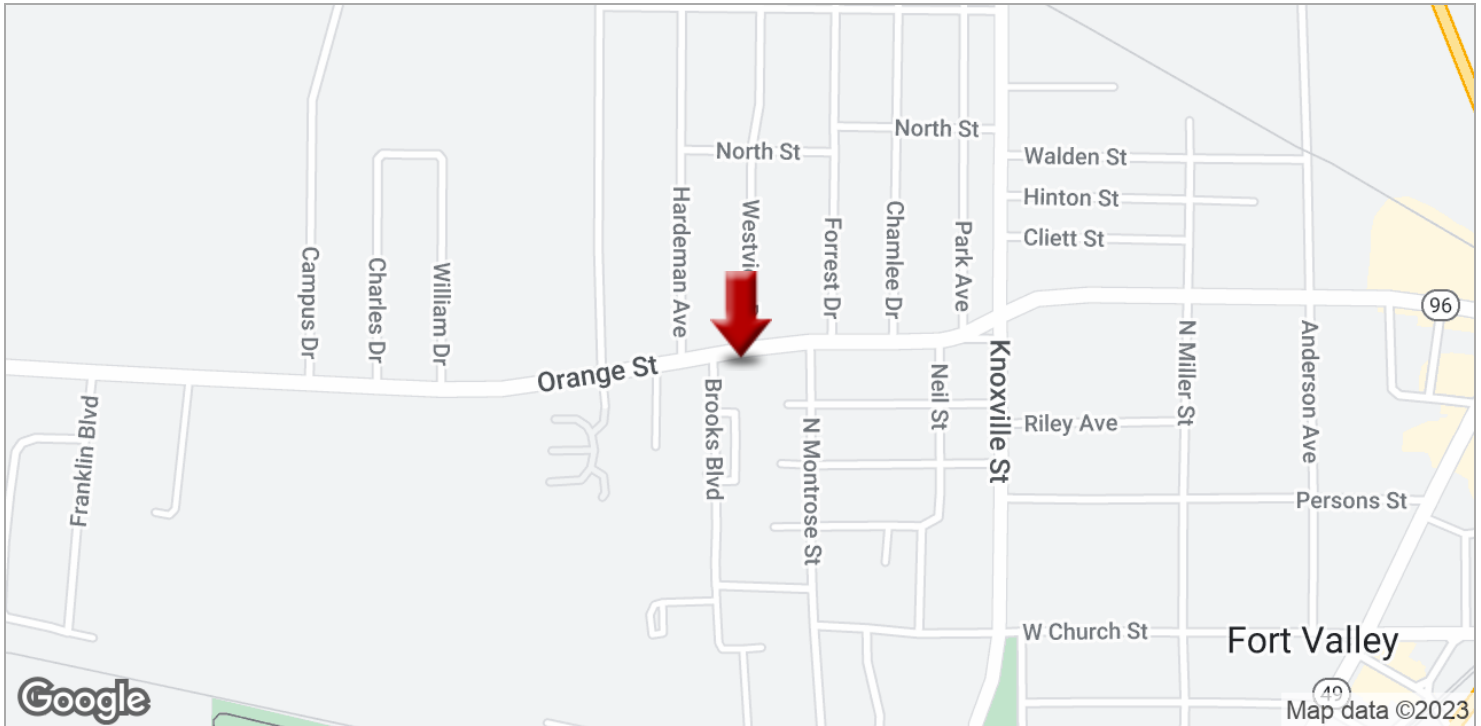 North St
North St
Walden St
Hinton St
Cliett St
Hardeman Ave
Forrest Dr
Chamlee Dr
Park Ave
Campus Dr
Charles Dr
William Dr
96
Orange St
Knoxville St
N Miller St
Anderson Ave
Neil St
Brooks Blvd
Riley Ave
Franklin Blvd
N Montrose St
Persons St
W Church St
Fort Valley
49
Google
Map data ©2023